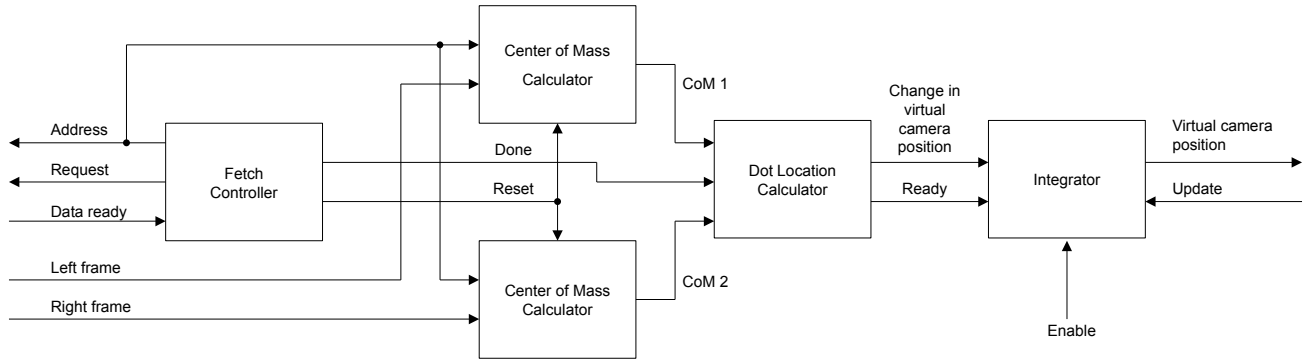 Center of Mass
Calculator
CoM 1
Change in
virtual
camera
position
Address
Virtual camera
position
Done
Request
Fetch
Controller
Dot Location
Calculator
Integrator
Reset
Ready
Update
Data ready
Left frame
CoM 2
Center of Mass
Calculator
Right frame
Enable